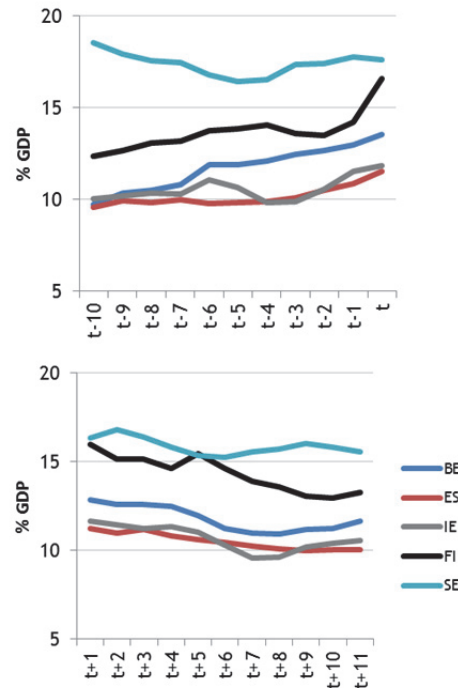 20
15
10
5
% GDP
t-10
t-9
t-8
t-7
t-6
t-5
t-4
t-3
t-2
t-1
t
20
15
10
5
% GDP
t+1
t+2
t+3
t+4
t+5
t+6
t+7
t+8
t+9
t+10
t+11
BE
ES
IE
FI
SE